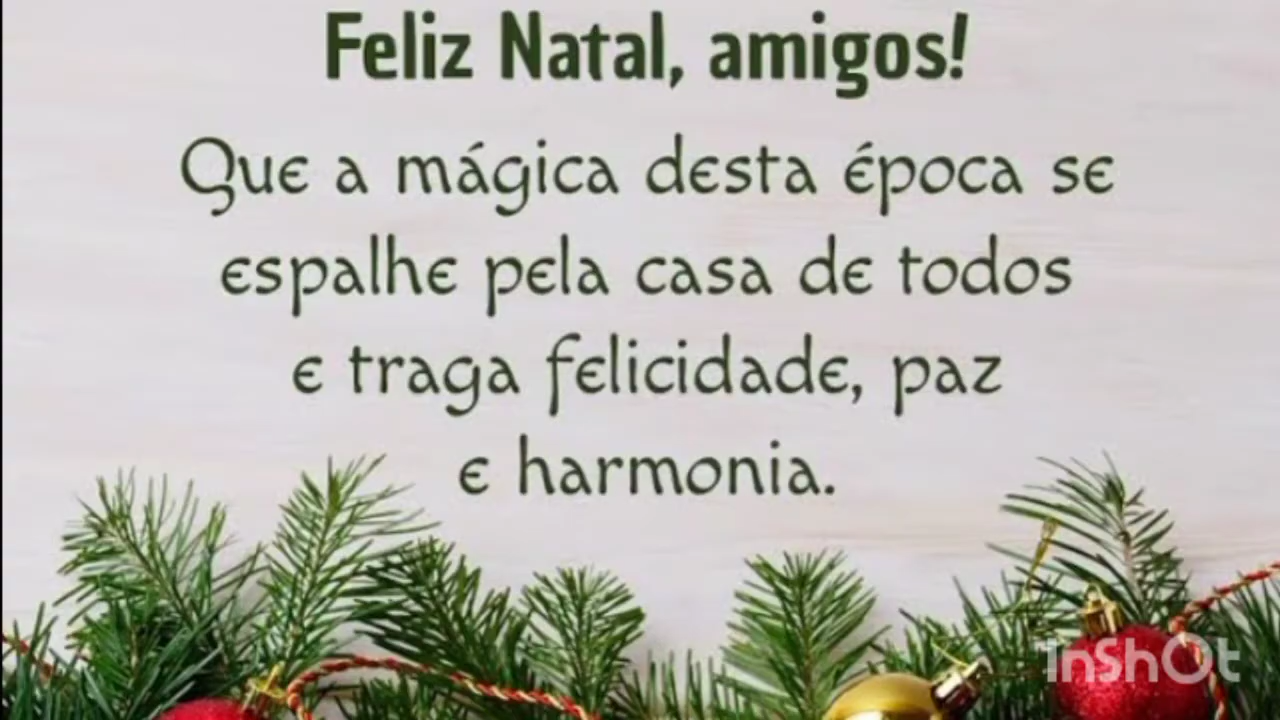 Feliz Natal, amigos!
Que a mágica desta época se
espalhe pela casa de todos
e traga felicidade, paz
e harmonia.
InShOt